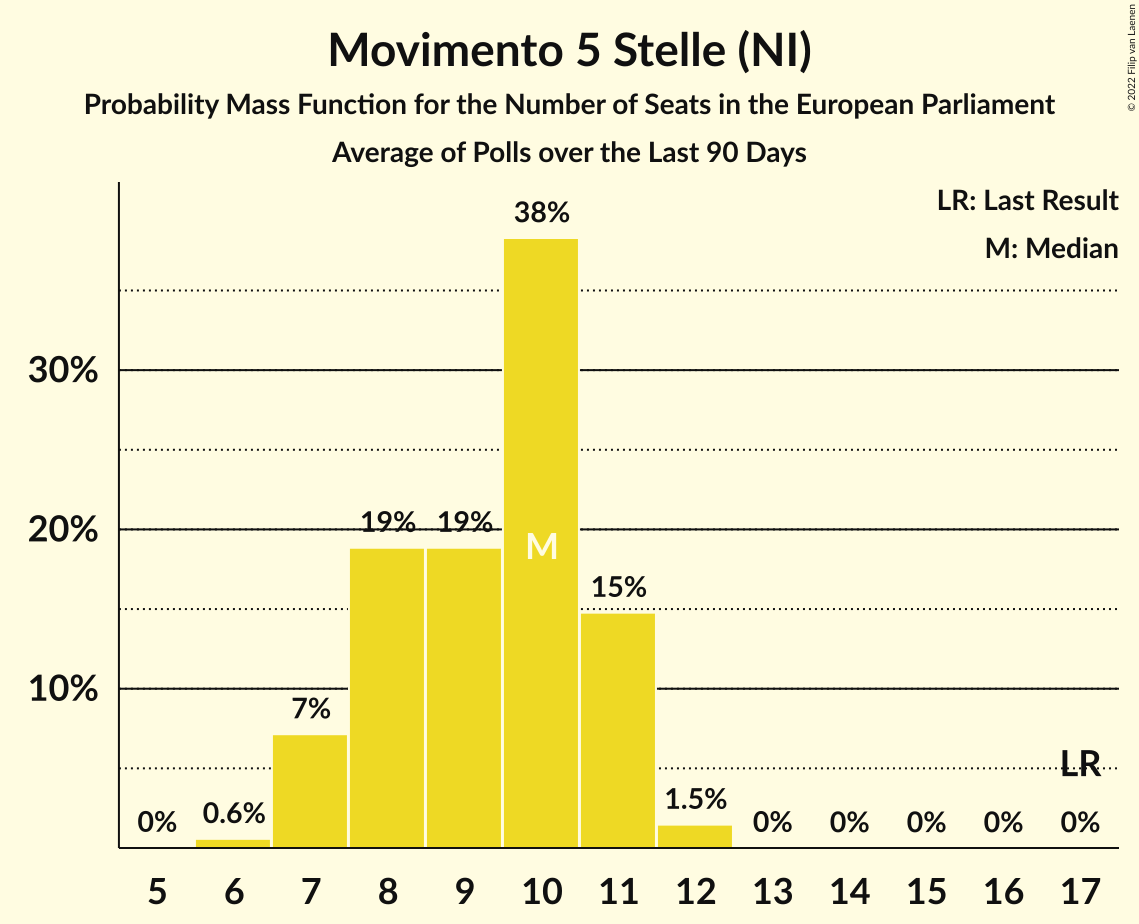 Movimento 5 Stelle (NI)
Probability Mass Function for the Number of Seats in the European Parliament
Average of Polls over the Last 90 Days
© 2022 Filip van Laenen
LR: Last Result
M: Median
38%
30%
19% 19%
20%
M
15%
10%
7%
LR
0% 0.6% 1.5% 0% 0% 0% 0% 0%
5 6 7 8 9 10 11 12 13 14 15 16 17